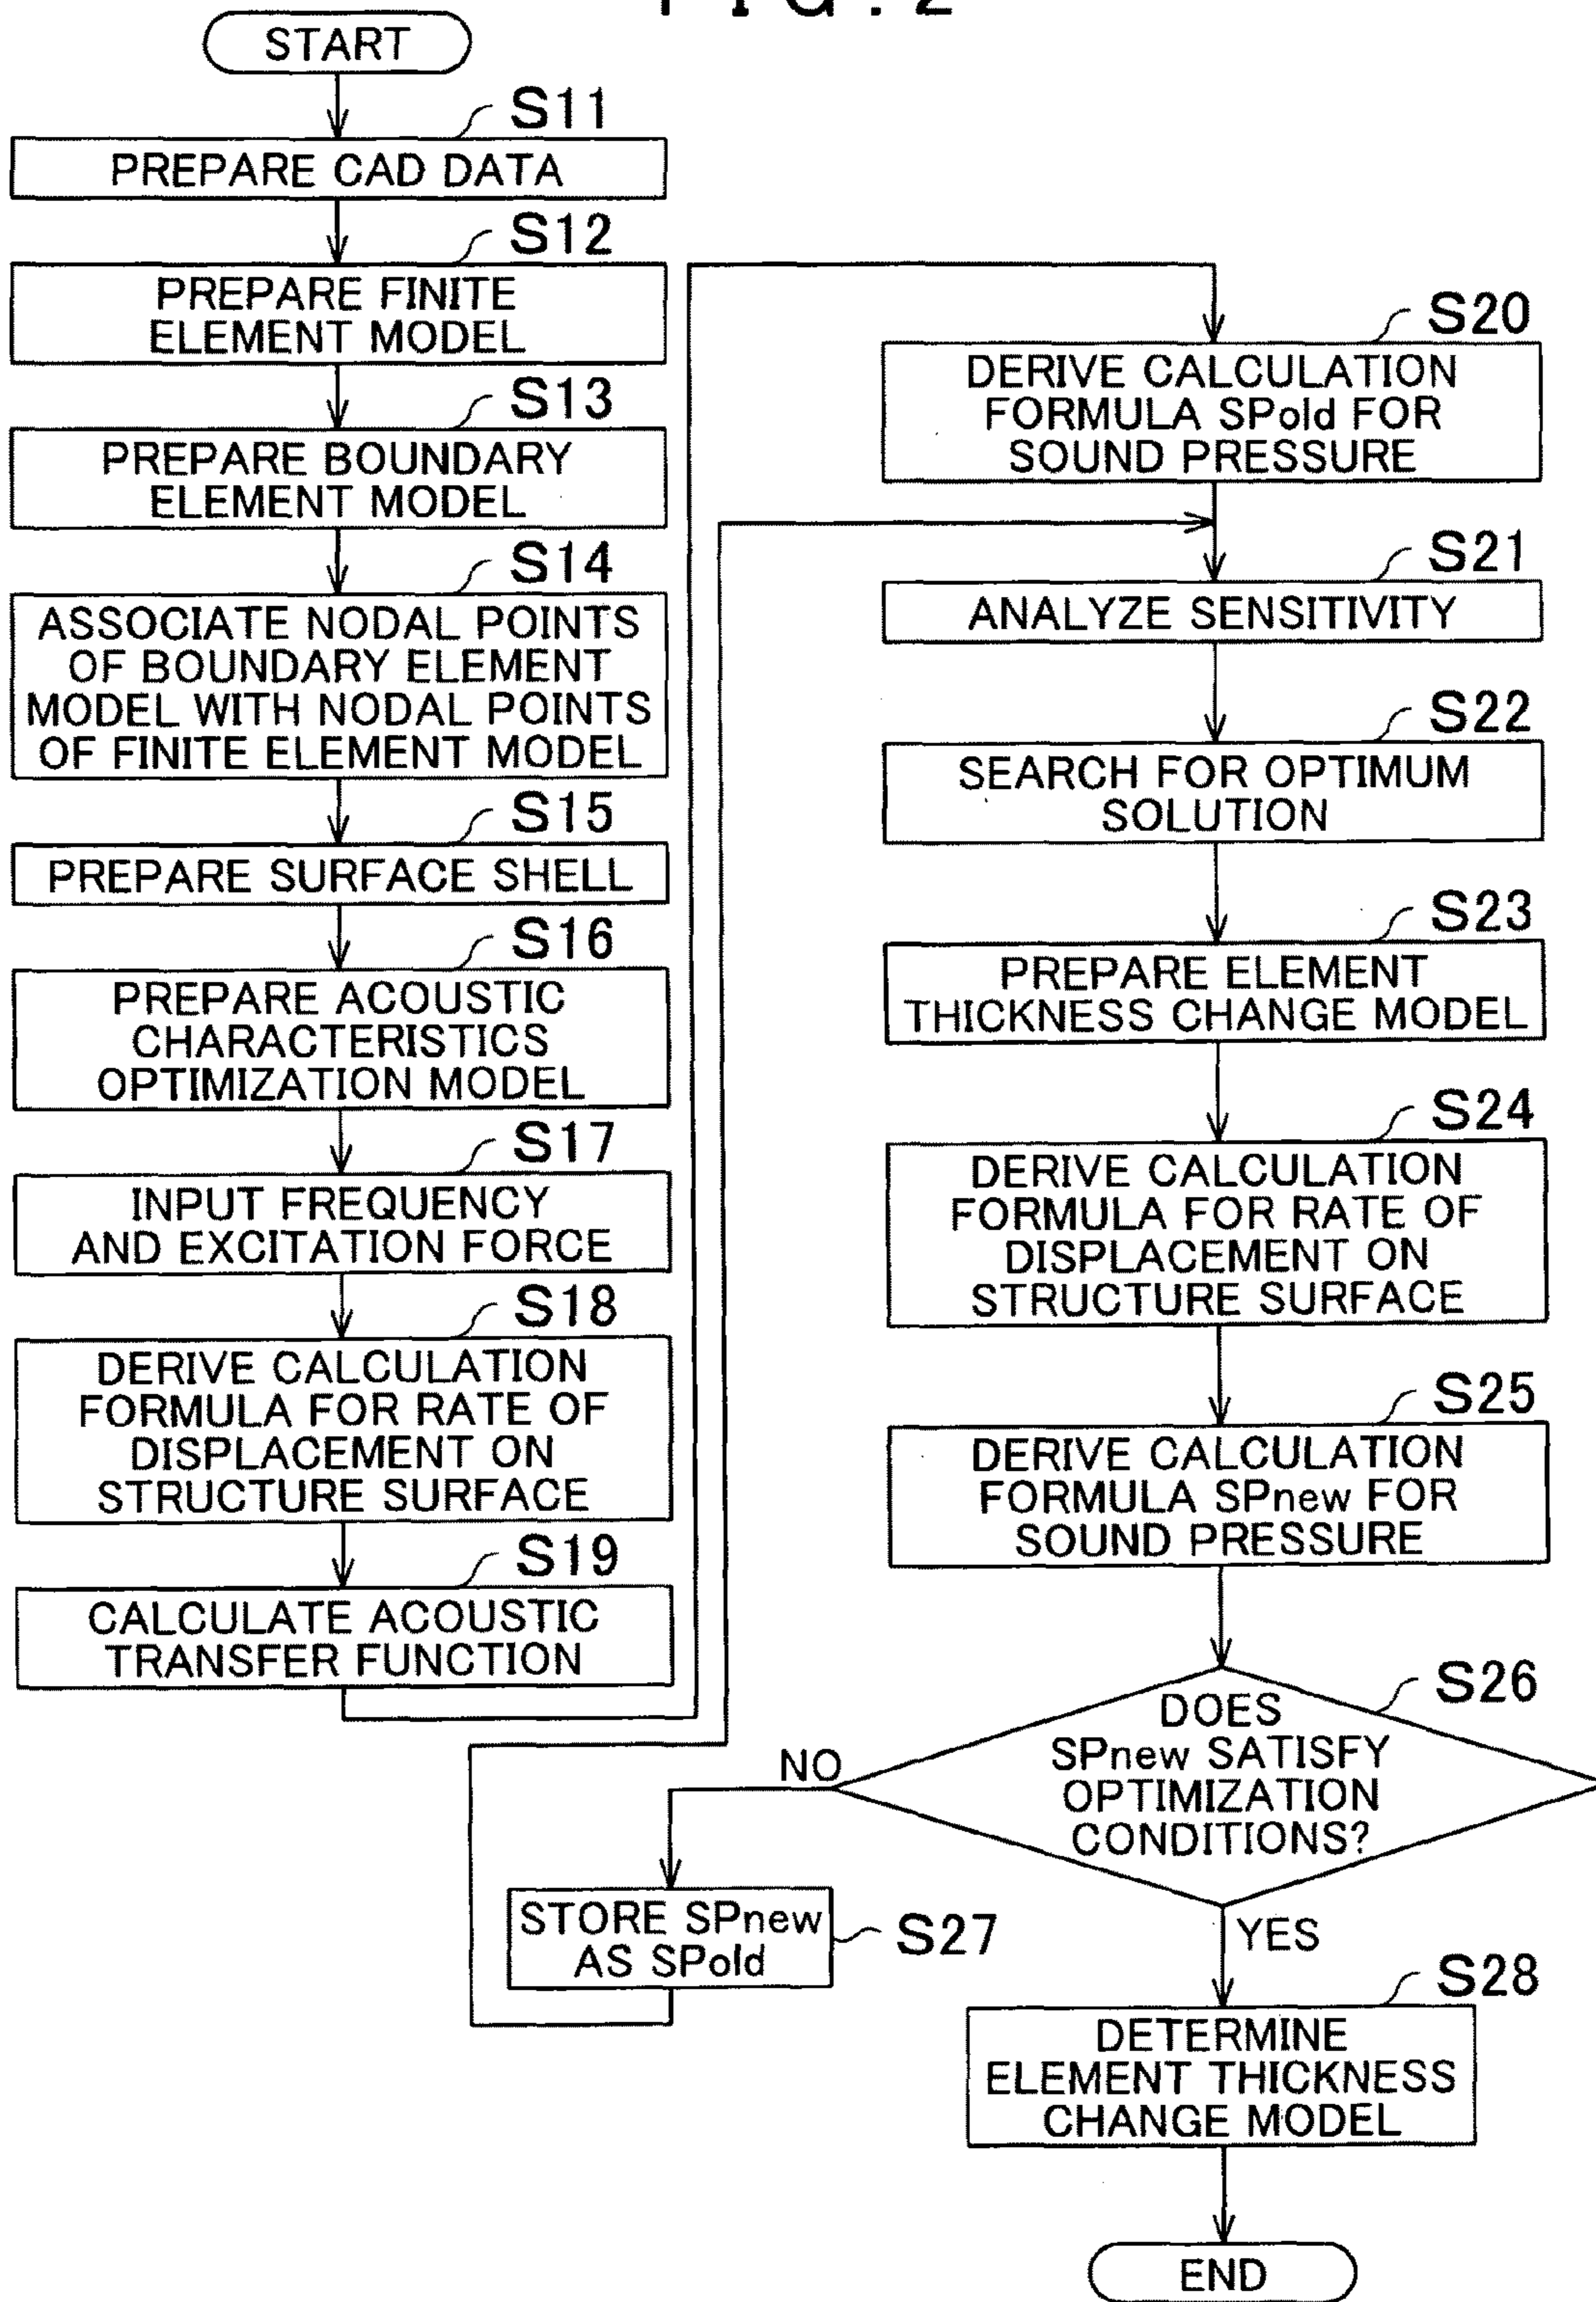 FIG. 2
START
S11
PREPARE CAD DATA
S12
PREPARE FINITE
ELEMENT MODEL
S13
PREPARE BOUNDARY
ELEMENT MODEL
S14
ASSOCIATE NODAL POINTS
OF BOUNDARY ELEMENT
MODEL WITH NODAL POINTS
OF FINITE ELEMENT MODEL
S15
PREPARE SURFACE SHELL
S16
PREPARE ACOUSTIC
CHARACTERISTICS
OPTIMIZATION MODEL
S17
INPUT FREQUENCY
AND EXCITATION FORCE
S18
DERIVE CALCULATION
FORMULA FOR RATE OF
DISPLACEMENT ON
STRUCTURE SURFACE
S19
CALCULATE ACOUSTIC
TRANSFER FUNCTION
S20
DERIVE CALCULATION
FORMULA SPold FOR
SOUND PRESSURE
S21
ANALYZE SENSITIVITY
S22
SEARCH FOR OPTIMUM
SOLUTION
S23
PREPARE ELEMENT
THICKNESS CHANGE MODEL
S24
DERIVE CALCULATION
FORMULA FOR RATE OF
DISPLACEMENT ON
STRUCTURE SURFACE
S25
DERIVE CALCULATION
FORMULA SPnew FOR
SOUND PRESSURE
S26
DOES
SPnew SATISFY
OPTIMIZATION
CONDITIONS?
NO
STORE SPnew
AS SPold
S27
YES
S28
DETERMINE
ELEMENT THICKNESS
CHANGE MODEL
END